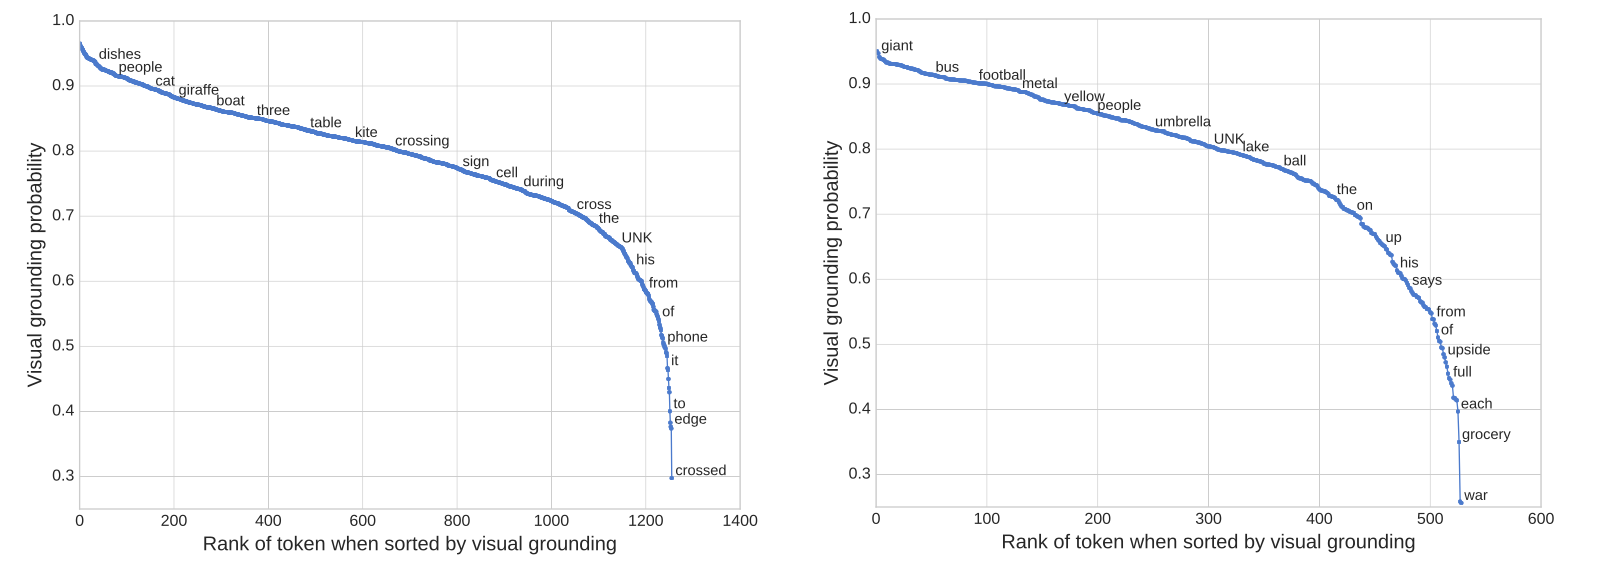 1.0
0.9
0.8
0.7
0.6
0.5
0.4
0.3
Visual grounding probability
dishes
people
cat
giraffe
boat
three
table
kite
crossing
sign
cell
during
cross
the
UNK
his
from
of
phone
it
to
edge
crossed
0 200 400 600 800 1000 1200 1400
Rank of token when sorted by visual grounding
1.0
0.9
0.8
0.7
0.6
0.5
0.4
0.3
Visual grounding probability
giant
bus
football
metal
yellow
people
umbrella
UNK
lake
ball
the
on
up
his
says
from
of
upside
full
each
grocery
war
0 100 200 300 400 500 600
Rank of token when sorted by visual grounding